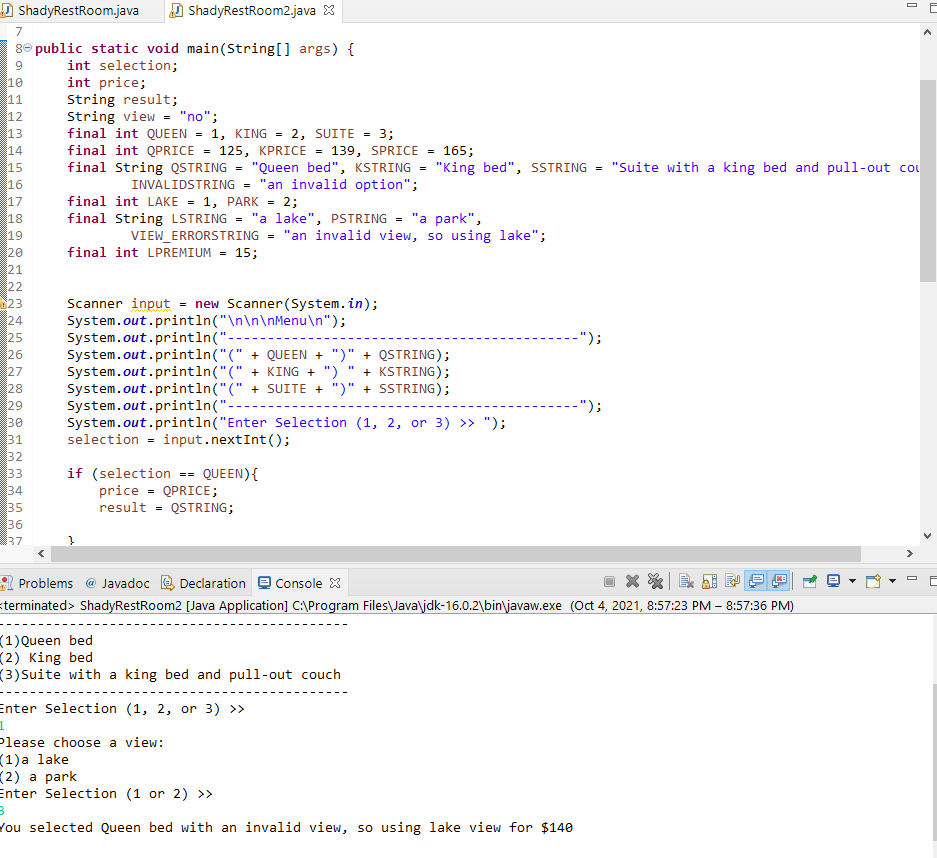 ShadyRestRoom.java ShadyRestRoom2.java
7
8 public static void main(String[] args) {
9 int selection;
10 int price;
11 String result;
12 String view = "no";
13 final int QUEEN = 1, KING = 2, SUITE = 3;
14 final int QPRICE = 125, KPRICE = 139, SPRICE = 165;
15 final String QSTRING = "Queen bed", KSTRING = "King bed", SSTRING = "Suite with a king bed and pull-out cou
16 INVALIDSTRING = "an invalid option";
17 final int LAKE = 1, PARK = 2;
18 final String LSTRING = "a lake", PSTRING = "a park",
19 VIEW_ERRORSTRING = "an invalid view, so using lake";
20 final int LPREMIUM = 15;
21
22
23 Scanner input = new Scanner(System.in);
24 System.out.println("\n\n\nMenu\n");
25 System.out.println("--------------------------------------------");
26 System.out.println("(" + QUEEN + ")" + QSTRING);
27 System.out.println("(" + KING + ") " + KSTRING);
28 System.out.println("(" + SUITE + ")" + SSTRING);
29 System.out.println("--------------------------------------------");
30 System.out.println("Enter Selection (1, 2, or 3) >> ");
31 selection = input.nextInt();
32
33 if (selection == QUEEN){
34 price = QPRICE;
35 result = QSTRING;
36
37 }
Problems @ Javadoc Declaration Console
<terminated> ShadyRestRoom2 [Java Application] C:\Program Files\Java\jdk-16.0.2\bin\javaw.exe (Oct 4, 2021, 8:57:23 PM – 8:57:36 PM)
--------------------------------------------
(1)Queen bed
(2) King bed
(3)Suite with a king bed and pull-out couch
--------------------------------------------
Enter Selection (1, 2, or 3) >>
1
Please choose a view:
(1)a lake
(2) a park
Enter Selection (1 or 2) >>
3
You selected Queen bed with an invalid view, so using lake view for $140